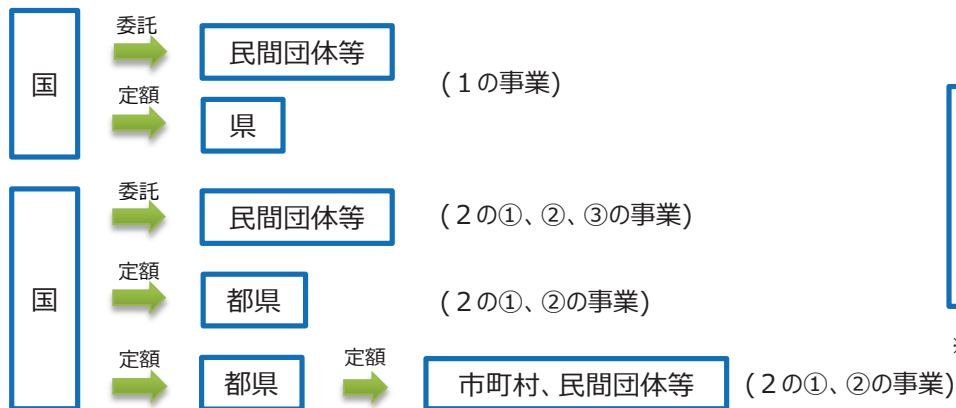 委託
民間団体等
国
(１の事業)
定額
県
委託
民間団体等
(２の①、②、③の事業)
定額
国
都県
(２の①、②の事業)
定額
定額
都県
市町村、民間団体等
(２の①、②の事業)